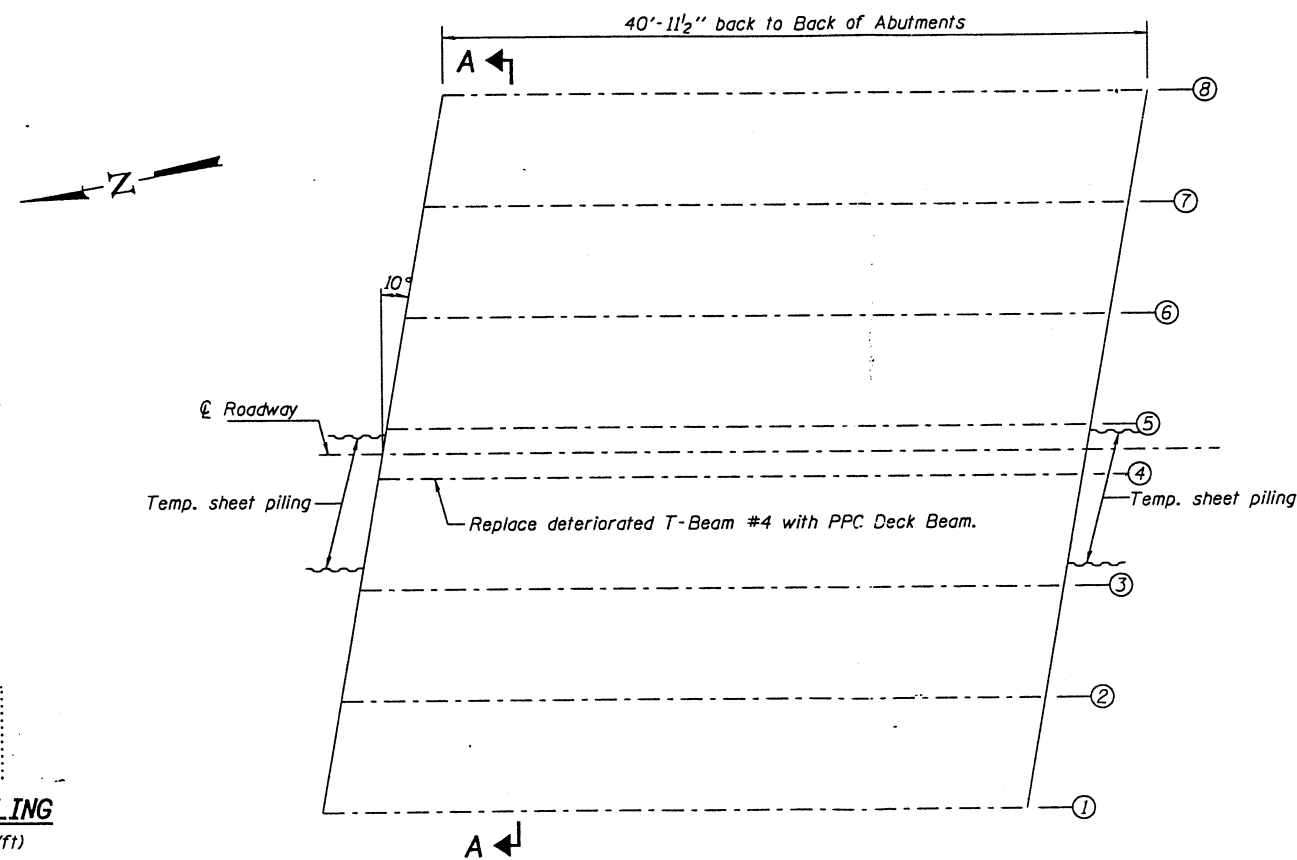 40'-11½" back to Back of Abutments
A
8
Z
7
10°
6
℄ Roadway
5
4
Temp. sheet piling
Temp. sheet piling
Replace deteriorated T-Beam #4 with PPC Deck Beam.
3
2
LING
/ft)
1
A